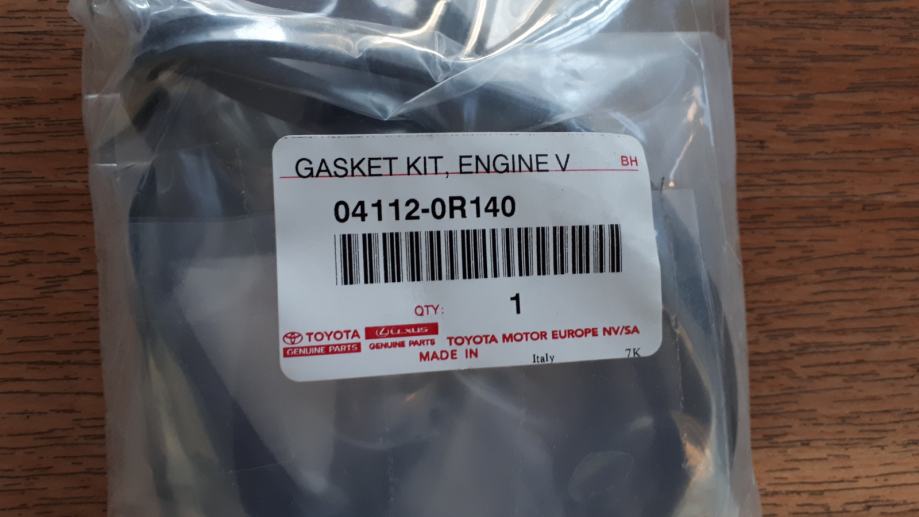 GASKET KIT, ENGINE V BH
04112-0R140
QTY: 1
TOYOTA LEXUS TOYOTA MOTOR EUROPE NV/SA
GENUINE PARTS GENUINE PARTS MADE IN Italy 7K